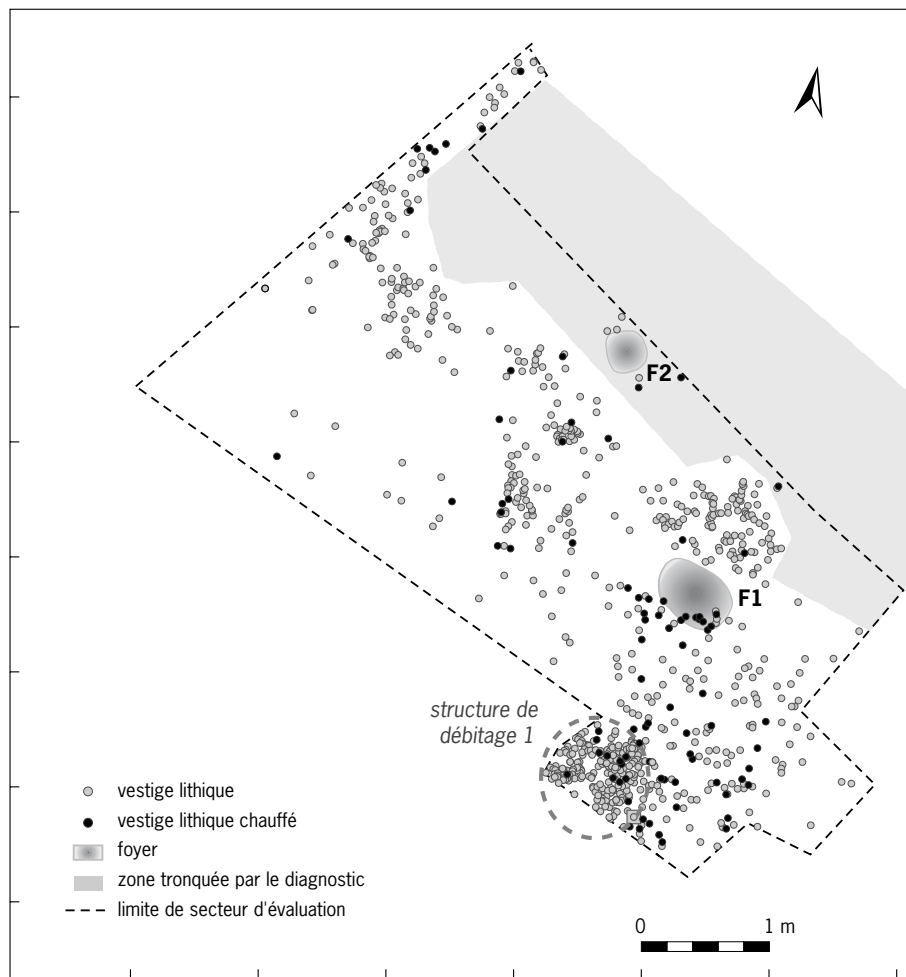 F2
F1
structure de
débitage 1
vestige lithique
vestige lithique chauffé
foyer
zone tronquée par le diagnostic
limite de secteur d'évaluation
0 1 m